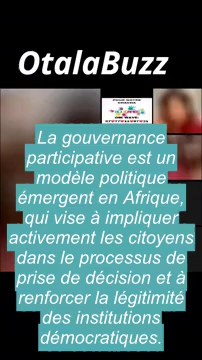 OtalaBuzz
La gouvernance
participative est un
modèle politique
émergent en Afrique,
qui vise à impliquer
activement les citoyens
dans le processus de
prise de décision et à
renforcer la légitimité
des institutions
démocratiques.